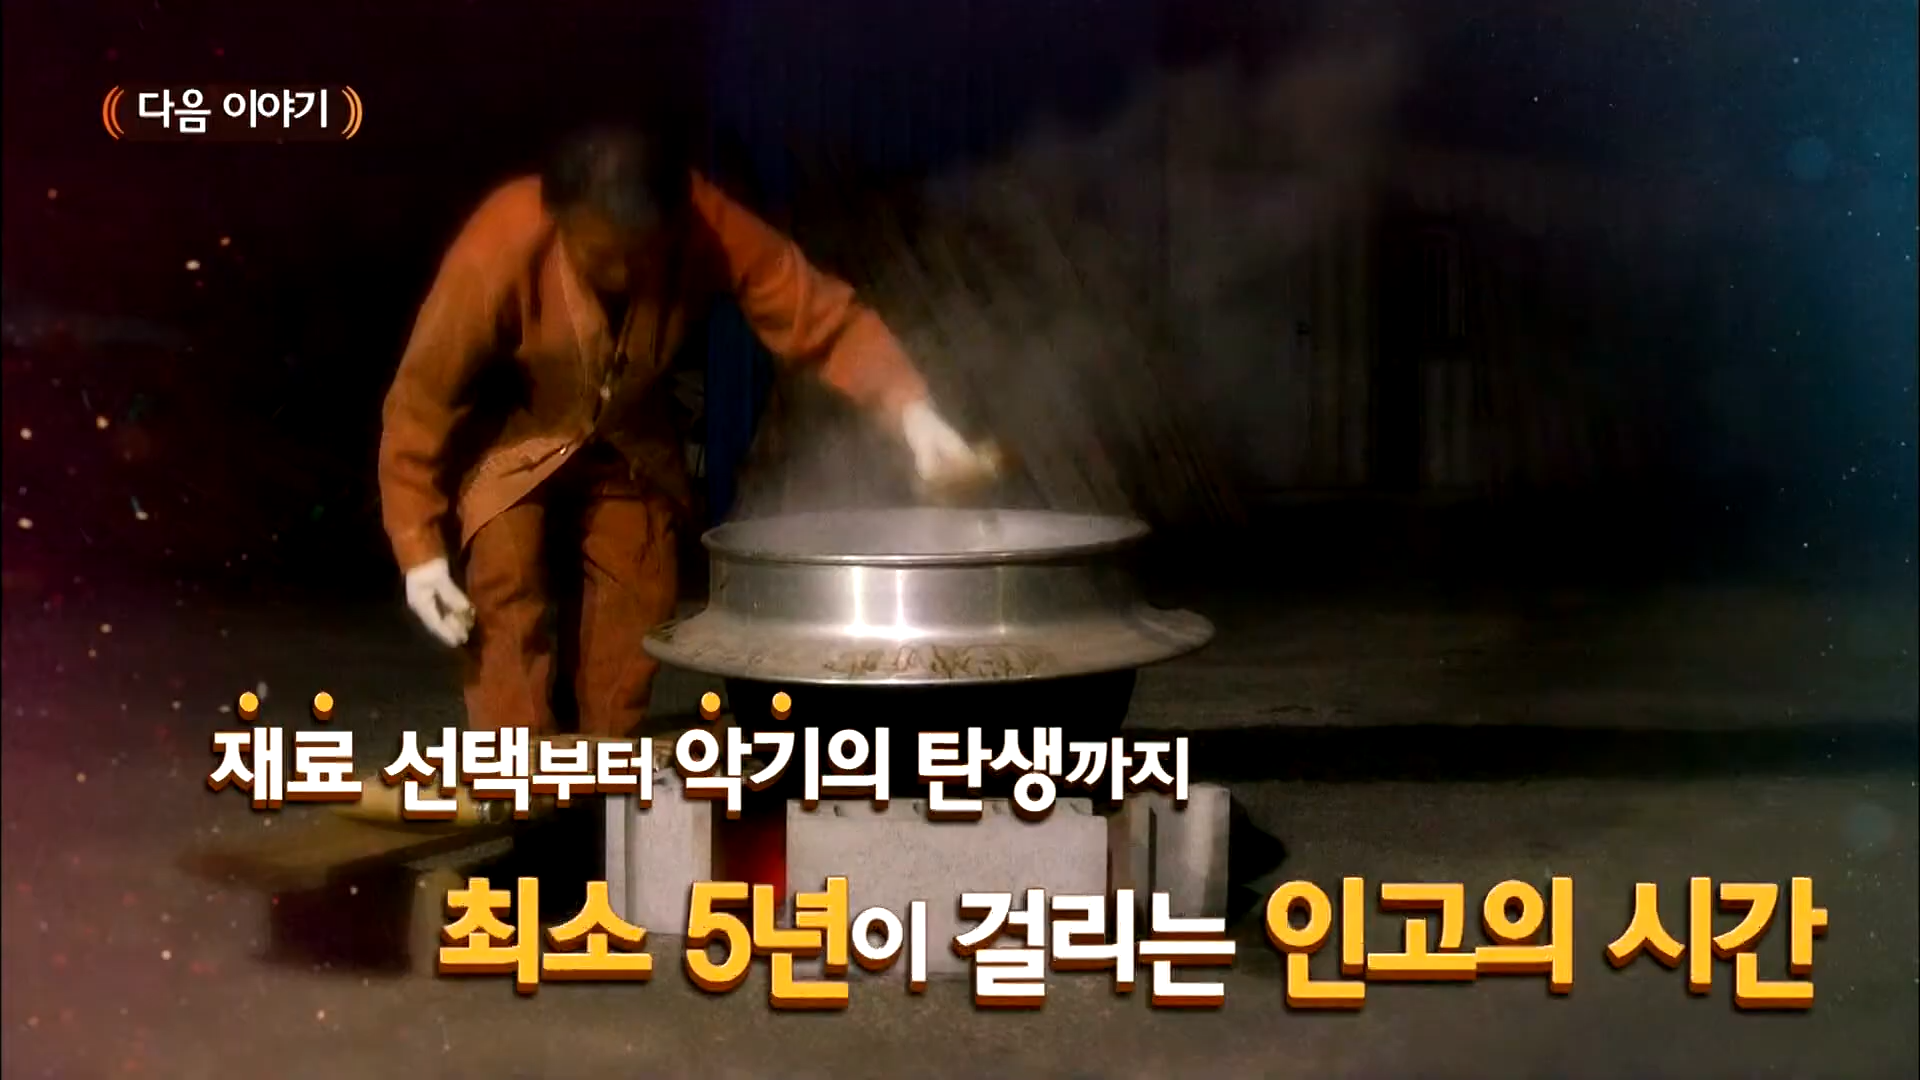 (( 다음 이야기 ))
재료 선택부터 악기의 탄생까지
최소 5년이 걸리는 인고의 시간